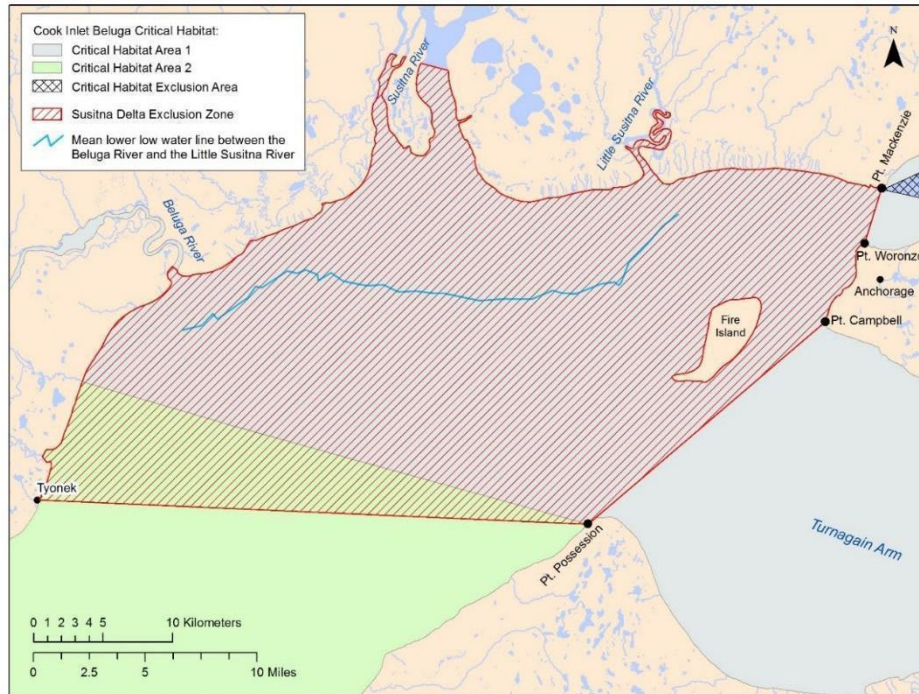 Cook Inlet Beluga Critical Habitat:
Critical Habitat Area 1
Critical Habitat Area 2
Critical Habitat Exclusion Area
Susitna Delta Exclusion Zone
Mean lower low water line between the
Beluga River and the Little Susitna River
N
Susitna River
Little Susitna River
Pt. Mackenzie
Beluga River
Pt. Woronzo
Anchorage
Pt. Campbell
Fire
Island
Tyonek
Pt. Possession
Turnagain Arm
0 1 2 3 4 5 10 Kilometers
0 2.5 5 10 Miles